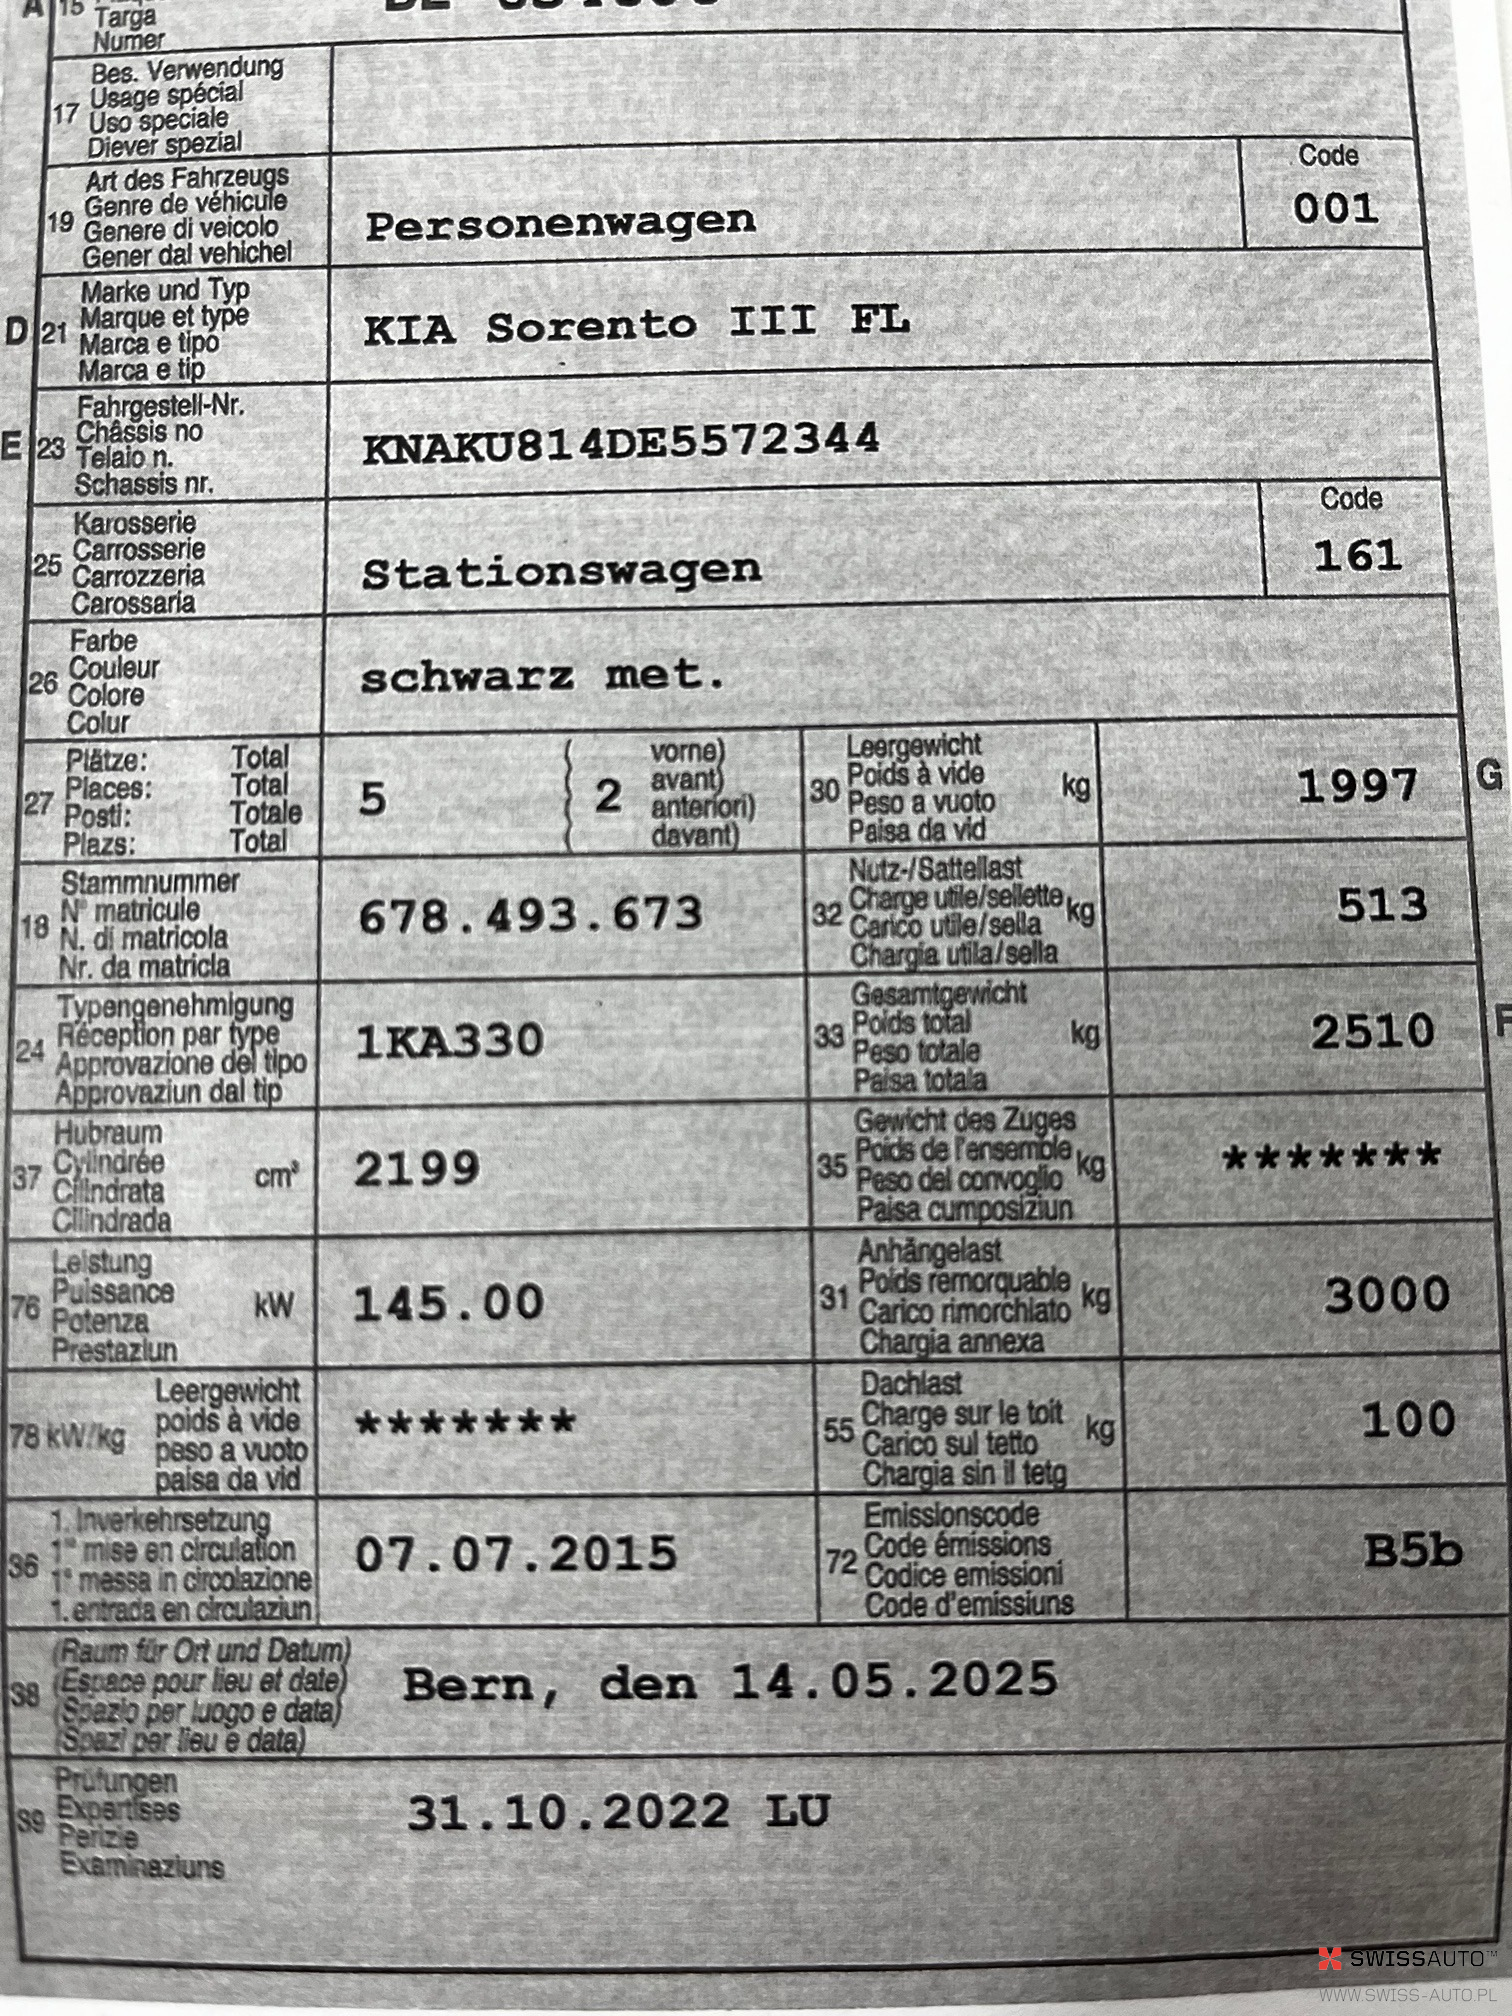 A 15 Targa
Numer
17 Bes. Verwendung
Usage spécial
Uso speciale
Diever spezial
19 Art des Fahrzeugs
Genre de véhicule
Genere di veicolo
Gener dal vehichel
Personenwagen
Code
001
D 21 Marke und Typ
Marque et type
Marca e tipo
Marca e tip
KIA Sorento III FL
E 23 Fahrgestell-Nr.
Châssis no
Telaio n.
Schassis nr.
KNAKU814DE5572344
25 Karosserie
Carrosserie
Carrozzeria
Carossaria
Stationswagen
Code
161
26 Farbe
Couleur
Colore
Colur
schwarz met.
27 Plätze: Total
Places: Total
Posti: Totale
Plazs: Total
5 ( 2 vorne)
avant)
anteriori)
davant)
30 Leergewicht
Poids à vide kg
Peso a vuoto
Paisa da vid
1997 G
18 Stammnummer
N° matricule
N. di matricola
Nr. da matricla
678.493.673
32 Nutz-/Sattellast
Charge utile/sellette kg
Carico utile/sella
Chargia utila/sella
513
24 Typengenehmigung
Réception par type
Approvazione del tipo
Approvaziun dal tip
1KA330
33 Gesamtgewicht
Poids total kg
Peso totale
Paisa totala
2510 F
37 Hubraum
Cylindrée cm³
Cilindrata
Cilindrada
2199
35 Gewicht des Zuges
Poids de l'ensemble kg
Peso del convoglio
Paisa cumposiziun
*******
76 Leistung
Puissance kW
Potenza
Prestaziun
145.00
31 Anhängelast
Poids remorquable kg
Carico rimorchiato
Chargia annexa
3000
78 kW/kg Leergewicht
poids à vide
peso a vuoto
paisa da vid
*******
55 Dachlast
Charge sur le toit kg
Carico sul tetto
Chargia sin il tetg
100
36 1. Inverkehrsetzung
1re mise en circulation
1a messa in circolazione
1. entrada en circulaziun
07.07.2015
72 Emissionscode
Code émissions
Codice emissioni
Code d'emissiuns
B5b
38 (Raum für Ort und Datum)
(Espace pour lieu et date)
(Spazio per luogo e data)
(Spazi per lieu e data)
Bern, den 14.05.2025
39 Prüfungen
Expertises
Perizie
Examinaziuns
31.10.2022 LU
SWISSAUTO™
WWW.SWISS-AUTO.PL